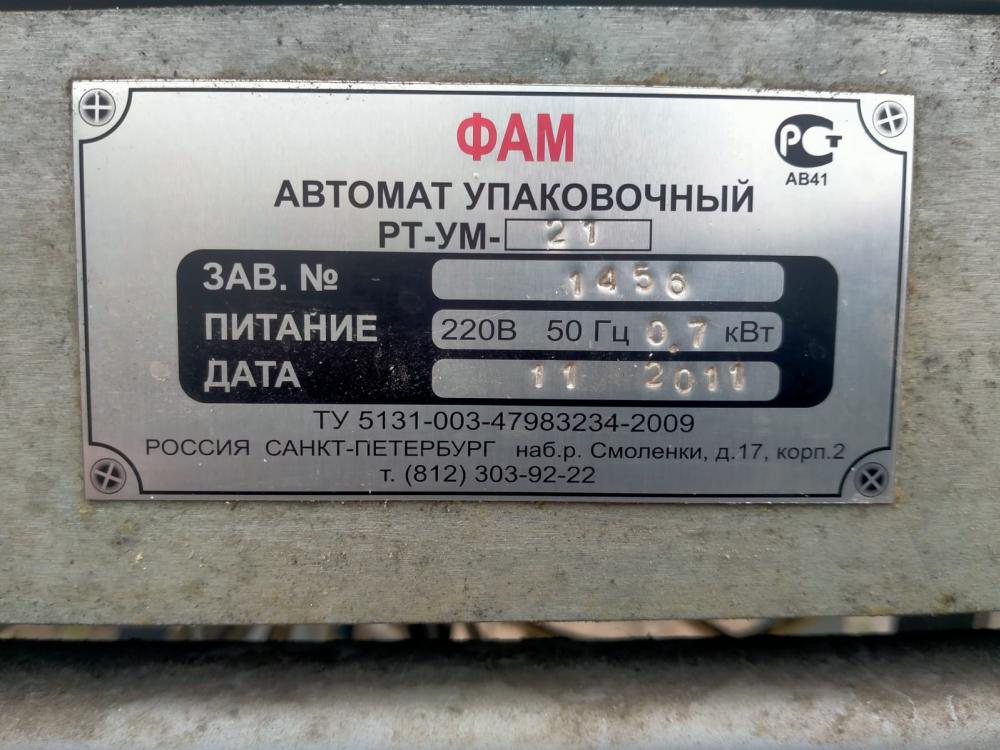 ФАМ
РСТ
АВ41
АВТОМАТ УПАКОВОЧНЫЙ
РТ-УМ- 21
ЗАВ. № 1456
ПИТАНИЕ 220В 50 Гц 0.7 кВт
ДАТА 11 2011
ТУ 5131-003-47983234-2009
РОССИЯ САНКТ-ПЕТЕРБУРГ наб.р. Смоленки, д.17, корп.2
т. (812) 303-92-22